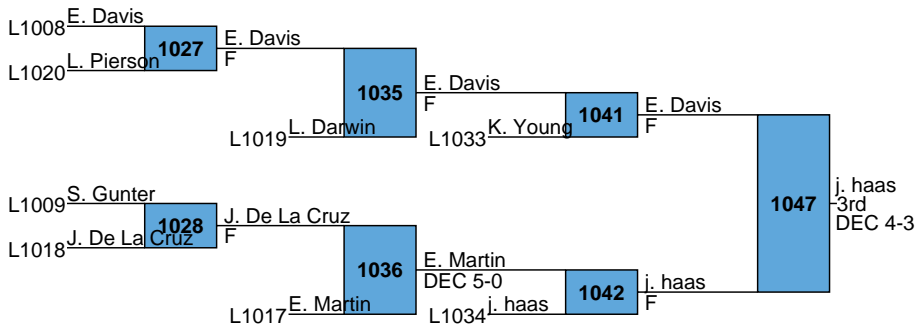 L1008 E. Davis
1027
L1020 L. Pierson
E. Davis
F
1035
L1019 L. Darwin
E. Davis
F
1041
L1033 K. Young
E. Davis
F
L1009 S. Gunter
1028
L1018 J. De La Cruz
J. De La Cruz
F
1036
L1017 E. Martin
E. Martin
DEC 5-0
1042
L1034 j. haas
j. haas
F
1047
j. haas
3rd
DEC 4-3